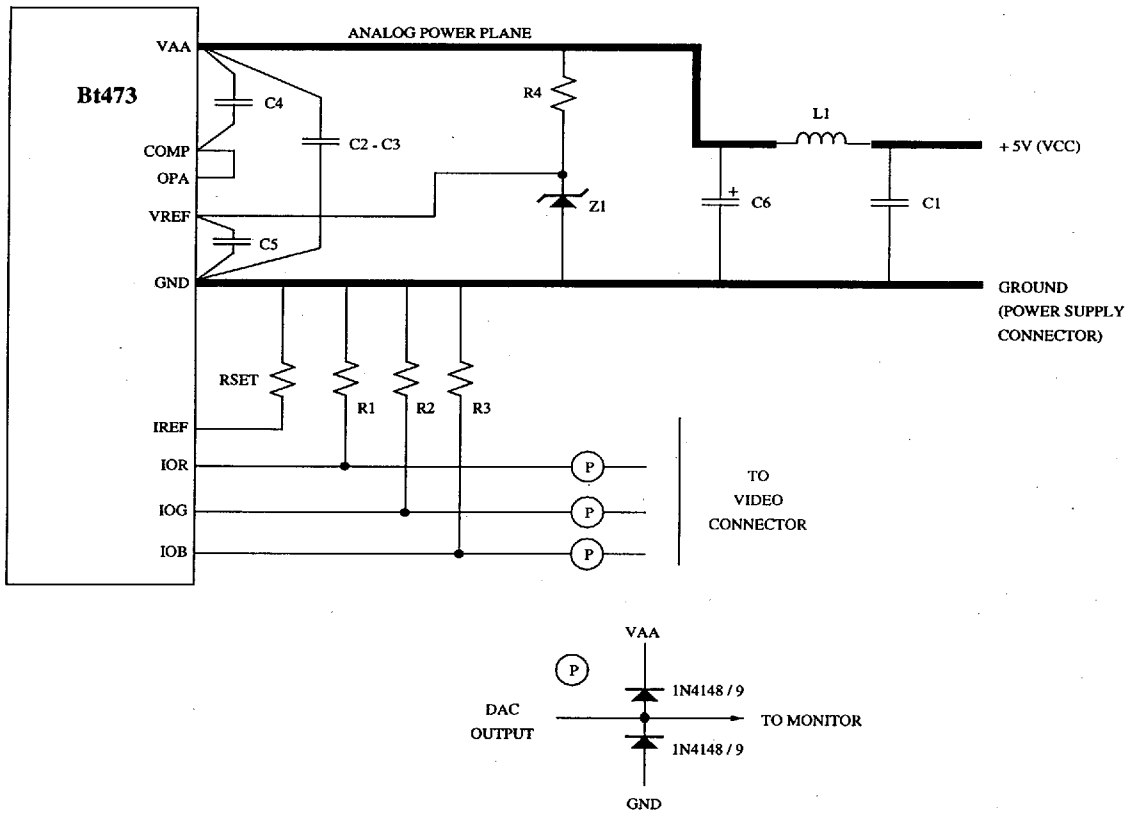 ANALOG POWER PLANE
VAA
Bt473
R4
C4
L1
C2 - C3
COMP
+ 5V (VCC)
OPA
+
C6
C1
Z1
VREF
C5
GND
GROUND
(POWER SUPPLY
CONNECTOR)
RSET
R1
R2
R3
IREF
IOR
P
IOG
P
IOB
P
TO
VIDEO
CONNECTOR
VAA
P
1N4148 / 9
DAC
OUTPUT
TO MONITOR
1N4148 / 9
GND